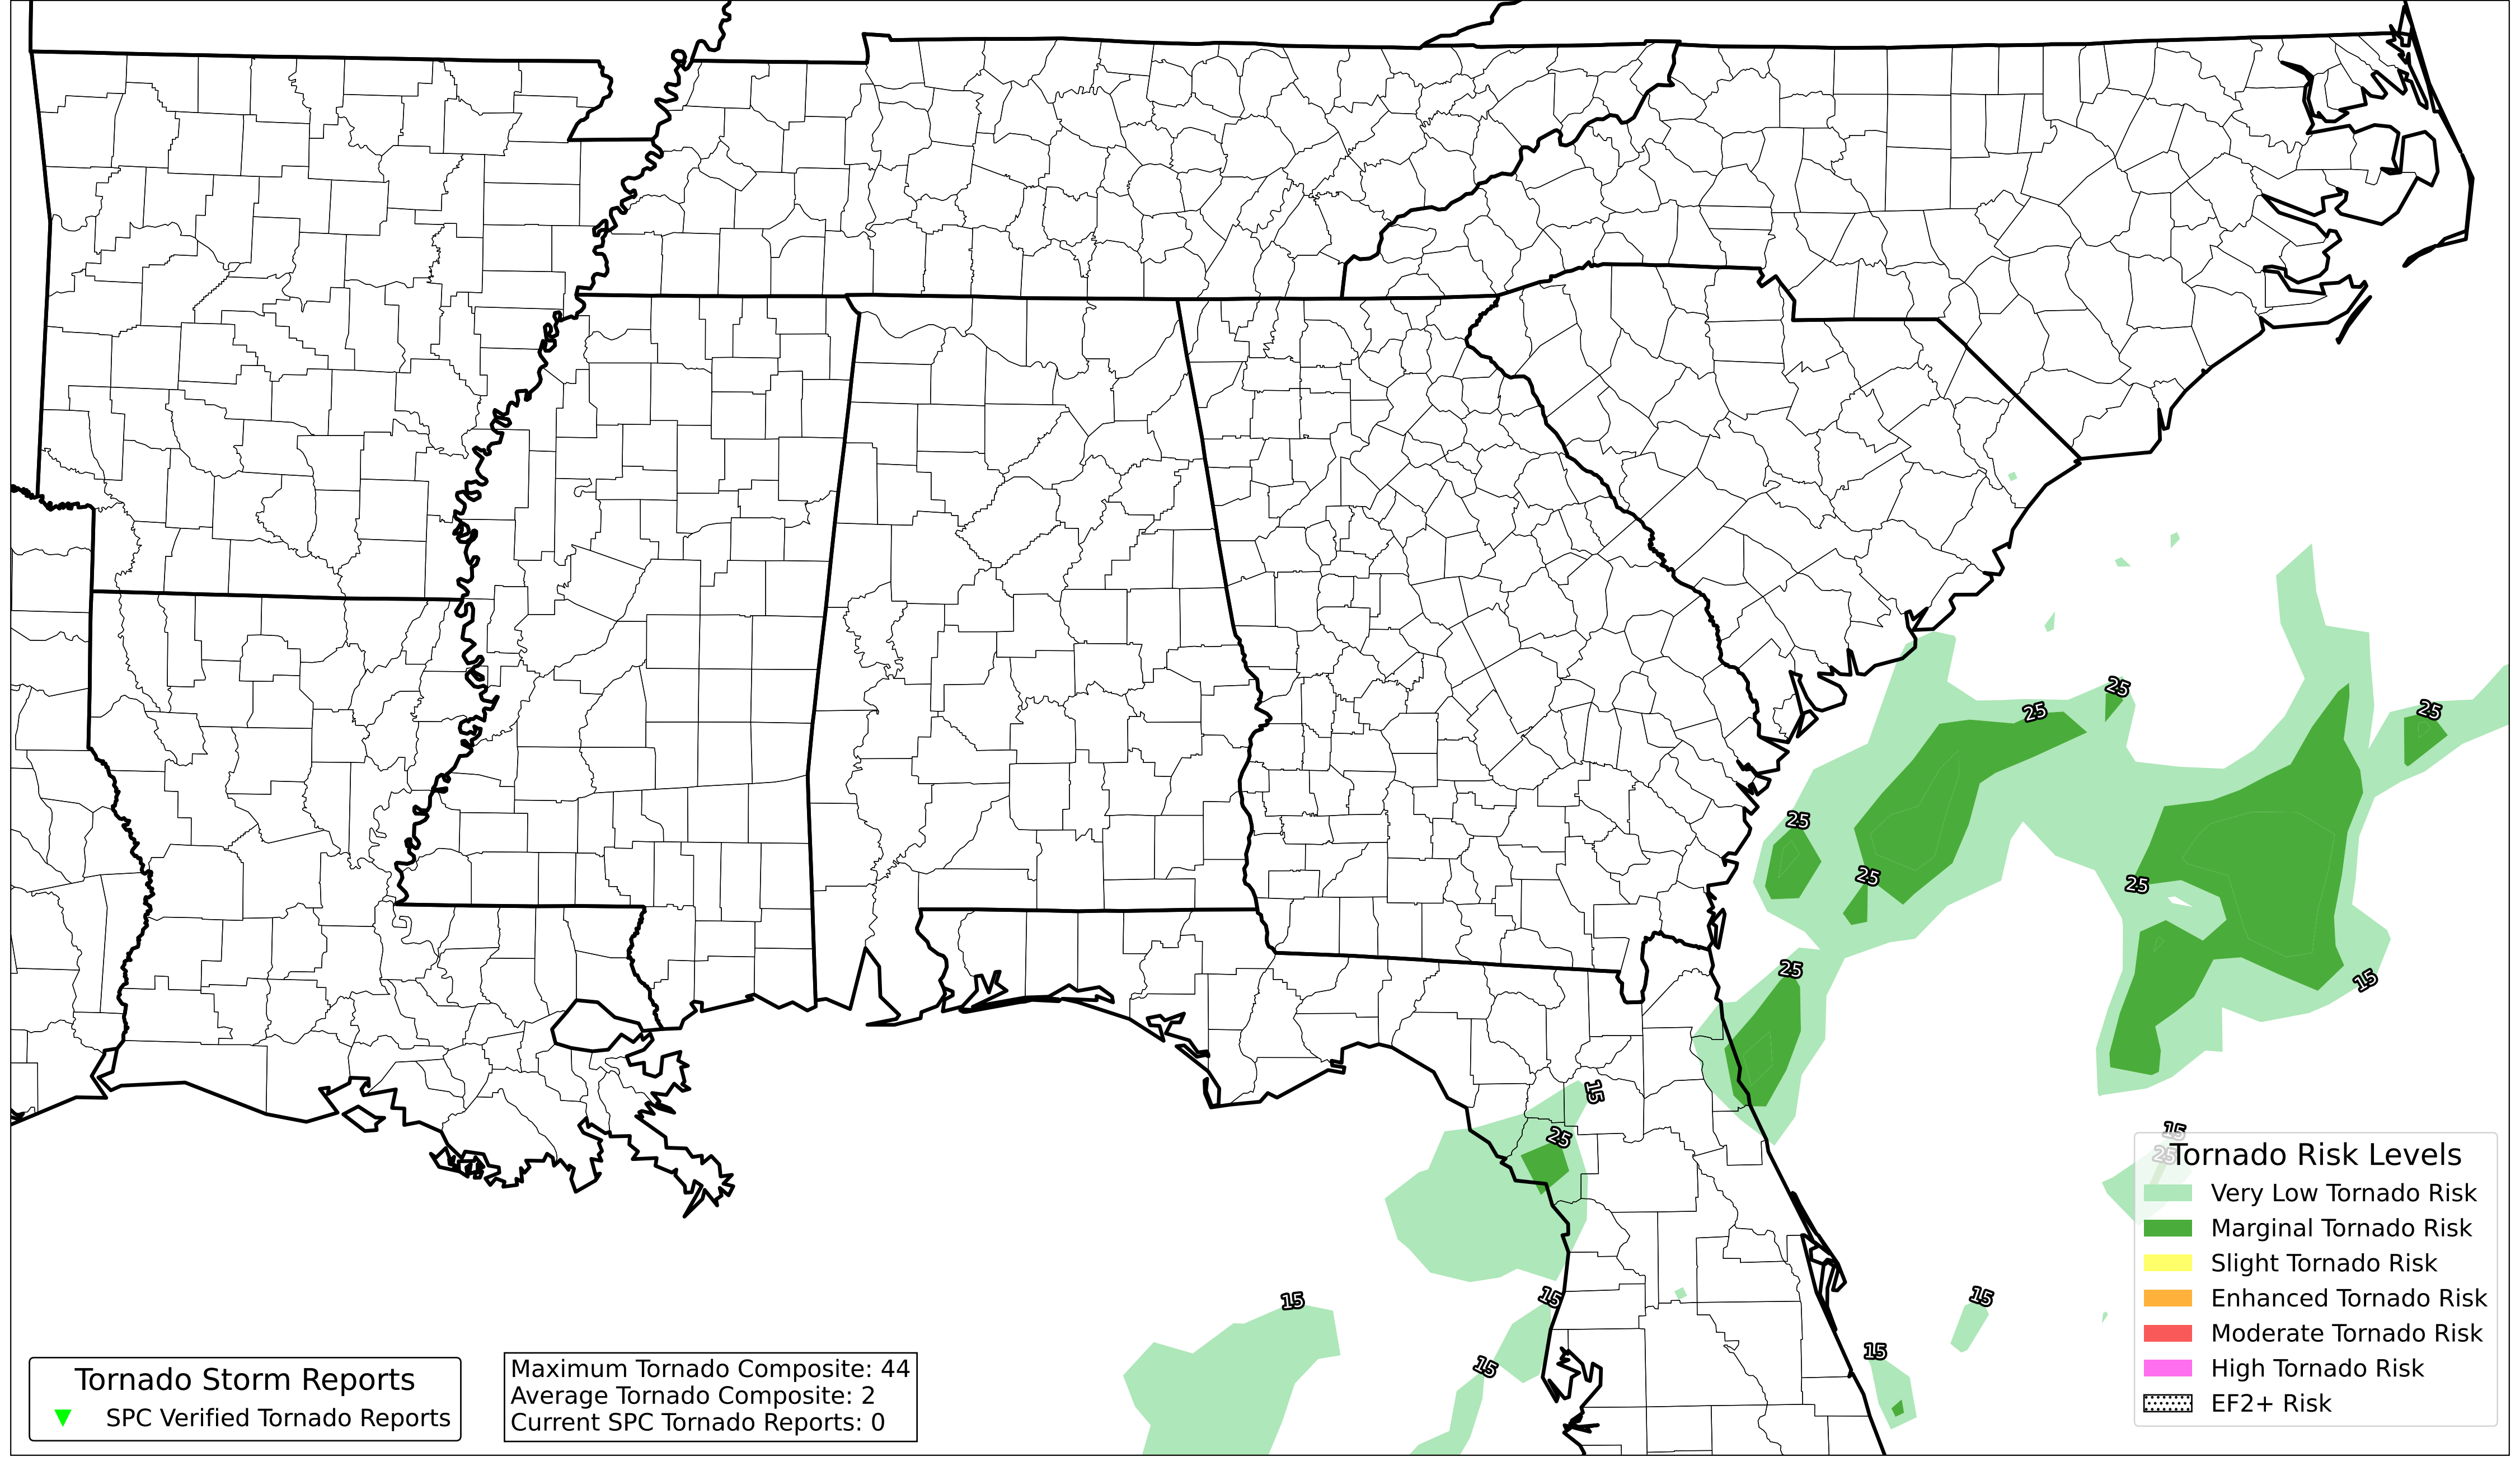 25
25
25
25
25
25
25
15
15
25
15
25
15
15
15
15
15
Tornado Risk Levels
Very Low Tornado Risk
Marginal Tornado Risk
Slight Tornado Risk
Enhanced Tornado Risk
Moderate Tornado Risk
High Tornado Risk
EF2+ Risk
Tornado Storm Reports
SPC Verified Tornado Reports
Maximum Tornado Composite: 44
Average Tornado Composite: 2
Current SPC Tornado Reports: 0